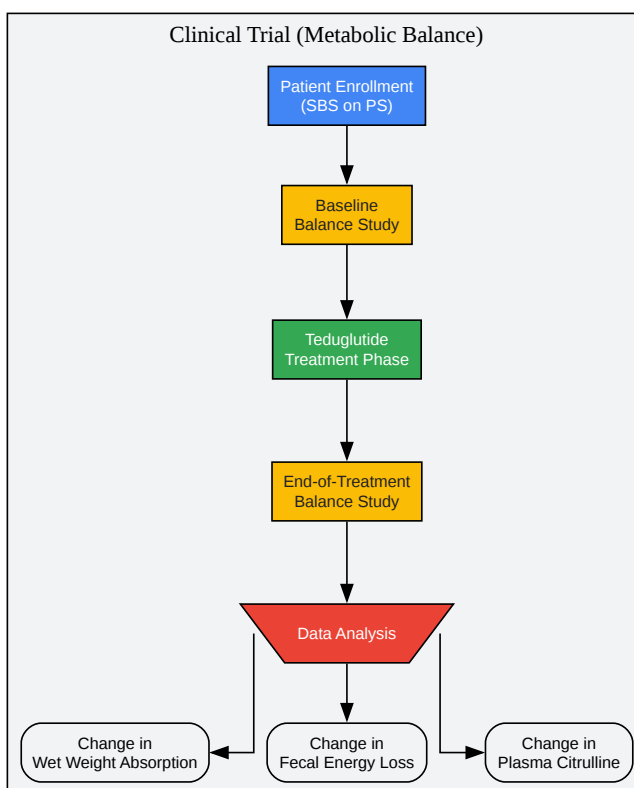 Clinical Trial (Metabolic Balance)
Patient Enrollment
(SBS on PS)
Baseline
Balance Study
Teduglutide
Treatment Phase
End-of-Treatment
Balance Study
Data Analysis
Change in
Wet Weight Absorption
Change in
Fecal Energy Loss
Change in
Plasma Citrulline